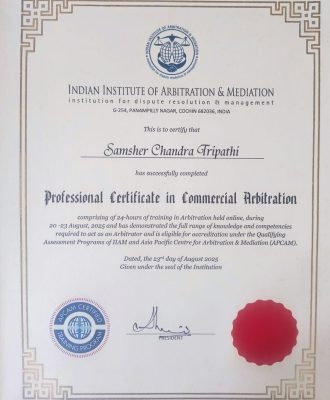 INDIAN INSTITUTE OF ARBITRATION & MEDIATION
institution for dispute resolution & management
G-254, PANAMPILLY NAGAR, COCHIN 682036, INDIA
This is to certify that
Samsher Chandra Tripathi
has successfully completed
Professional Certificate in Commercial Arbitration
comprising of 24-hours of training in Arbitration held online, during
20 -23 August, 2025 and has demonstrated the full range of knowledge and competencies
required to act as an Arbitrator and is eligible for accreditation under the Qualifying
Assessment Programs of IIAM and Asia Pacific Centre for Arbitration & Mediation (APCAM).
Dated, the 23rd day of August 2025
Given under the seal of the Institution
APCAM CERTIFIED
LEARNING PROGRAM
PRESIDENT